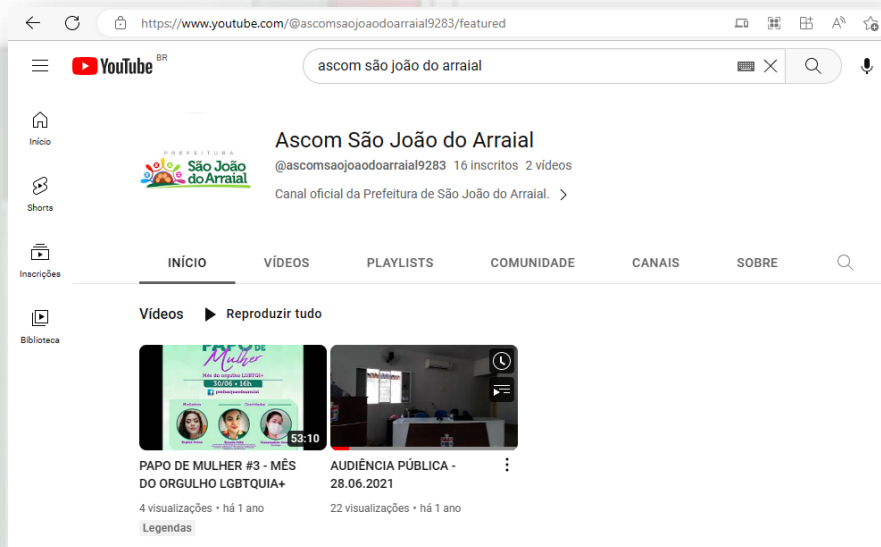 https://www.youtube.com/@ascomsaojoaodoarraial9283/featured
YouTube BR
ascom são joão do arraial
Início
Shorts
Inscrições
Biblioteca
PREFEITURA
São João
do Arraial
Ascom São João do Arraial
@ascomsaojoaodoarraial9283 16 inscritos 2 vídeos
Canal oficial da Prefeitura de São João do Arraial.
INÍCIO VÍDEOS PLAYLISTS COMUNIDADE CANAIS SOBRE
Vídeos Reproduzir tudo
PAPO DE
Mulher
Mês do orgulho LGBTQI+
30/06 • 16h
53:10
PAPO DE MULHER #3 - MÊS
DO ORGULHO LGBTQUIA+
4 visualizações • há 1 ano
Legendas
AUDIÊNCIA PÚBLICA -
28.06.2021
22 visualizações • há 1 ano